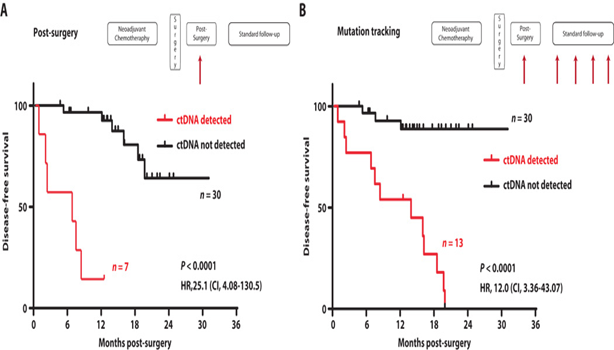 A
Post-surgery
Neoadjuvant
Chemotheraphy
Surgery
Post-
Surgery
Standard follow-up
Disease-free survival
100
50
0
ctDNA detected
ctDNA not detected
n = 30
n = 7
P < 0.0001
HR,25.1 (CI, 4.08-130.5)
0 6 12 18 24 30 36
Months post-surgery
B
Mutation tracking
Neoadjuvant
Chemotherapy
Surgery
Post-
Surgery
Standard follow-up
Disease-free survival
100
50
0
n = 30
ctDNA detected
ctDNA not detected
n = 13
P < 0.0001
HR, 12.0 (CI, 3.36-43.07)
0 6 12 18 24 30 36
Months post-surgery